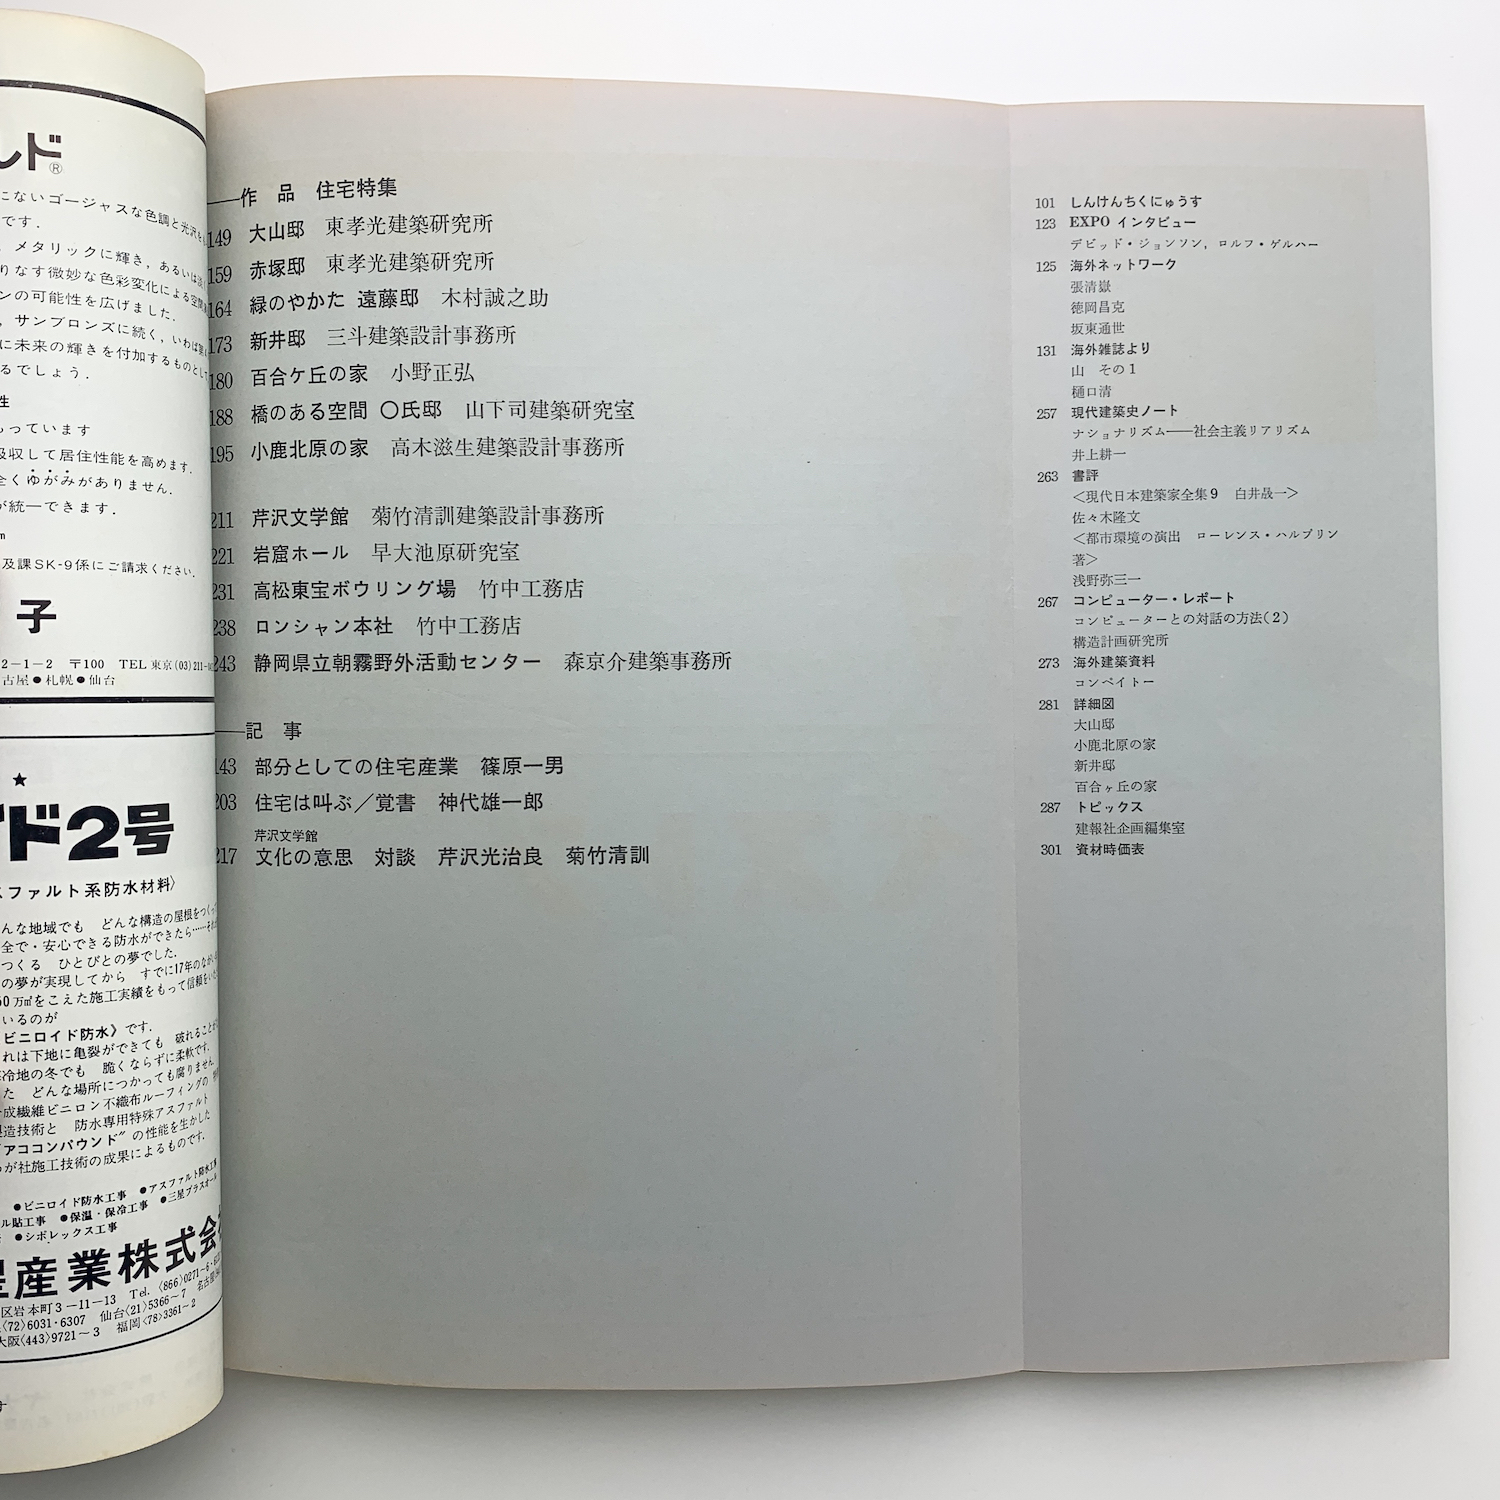 ルド®
にないゴージャスな色調と光沢を
です．
，メタリックに輝き，あるいは
りなす微妙な色彩変化による空間
ンの可能性を広げました．
，サンブロンズに続く，いわば
に未来の輝きを付加するものとし
るでしょう．
性
もっています
吸収して居住性能を高めます．
全くゆがみがありません．
が統一できます．
m
及課SK-9係にご請求ください．
子
2-1-2　〒100　TEL 東京(03)211-
古屋●札幌●仙台
★
イド2号
スファルト系防水材料〉
んな地域でも　どんな構造の屋根をつくっ
全で・安心できる防水ができたら……
つくる　ひとびとの夢でした．
の夢が実現してから　すでに17年の
50万㎡をこえた施工実績をもって信頼を
いるのが
ビニロイド防水》です．
れは下地に亀裂ができても　破れること
寒冷地の冬でも　脆くならずに柔軟です．
た　どんな場所につかっても腐りません．
成繊維ビニロン不織布ルーフィングの
製造技術と　防水専用特殊アスファルト
“アココンパウンド”の性能を生かした
が社施工技術の成果によるものです．
●ビニロイド防水工事　●アスファルト防水工事
ル貼工事　●保温・保冷工事　●三星プラスオール
●シボレックス工事
星産業株式会
区岩本町3-11-13　Tel.〈866〉0271~6・
〈72〉6031・6307　仙台〈21〉5366~7　名古屋
大阪〈443〉9721~3　福岡〈78〉3361~2
──作　品　住宅特集
149　大山邸　東孝光建築研究所
159　赤塚邸　東孝光建築研究所
164　緑のやかた 遠藤邸　木村誠之助
173　新井邸　三斗建築設計事務所
180　百合ケ丘の家　小野正弘
188　橋のある空間 〇氏邸　山下司建築研究室
195　小鹿北原の家　高木滋生建築設計事務所
211　芹沢文学館　菊竹清訓建築設計事務所
221　岩窟ホール　早大池原研究室
231　高松東宝ボウリング場　竹中工務店
238　ロンシャン本社　竹中工務店
243　静岡県立朝霧野外活動センター　森京介建築事務所
──記　事
143　部分としての住宅産業　篠原一男
203　住宅は叫ぶ／覚書　神代雄一郎
芹沢文学館
217　文化の意思　対談　芹沢光治良　菊竹清訓
101　しんけんちくにゅうす
123　EXPO インタビュー
デビッド・ジョンソン，ロルフ・ゲルハー
125　海外ネットワーク
張清嶽
徳岡昌克
坂東通世
131　海外雑誌より
山　その1
樋口清
257　現代建築史ノート
ナショナリズム──社会主義リアリズム
井上耕一
263　書評
＜現代日本建築家全集9　白井晟一＞
佐々木隆文
＜都市環境の演出　ローレンス・ハルプリン
著＞
浅野弥三一
267　コンピューター・レポート
コンピューターとの対話の方法(2)
構造計画研究所
273　海外建築資料
コンペイトー
281　詳細図
大山邸
小鹿北原の家
新井邸
百合ヶ丘の家
287　トピックス
建報社企画編集室
301　資材時価表